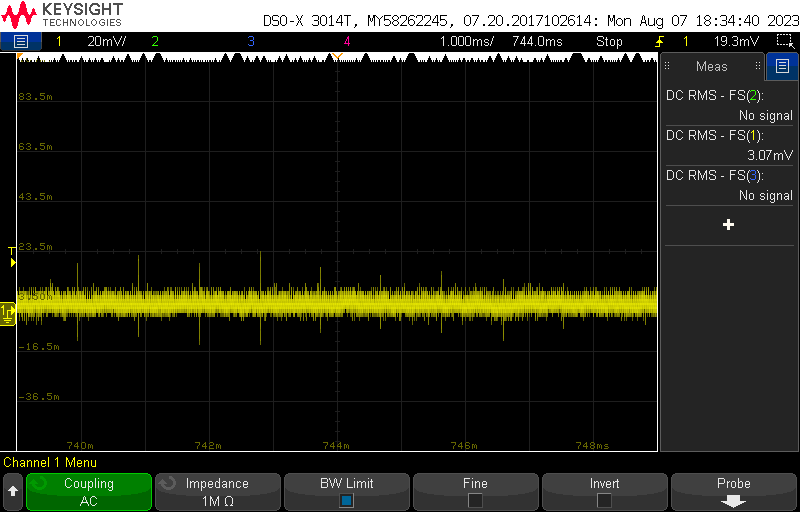 KEYSIGHT
TECHNOLOGIES
DSO-X 3014T, MY58262245, 07.20.2017102614: Mon Aug 07 18:34:40 2023
1 20mV/ 2 3 4 1.000ms/ 744.0ms Stop 1 19.3mV
Meas
DC RMS - FS(2):
No signal
DC RMS - FS(1):
3.07mV
DC RMS - FS(3):
No signal
+
83.5m
63.5m
43.5m
23.5m
T
3.50m
1
-16.5m
-36.5m
740m 742m 744m 746m 748ms
Channel 1 Menu
Coupling
AC
Impedance
1M Ω
BW Limit
Fine
Invert
Probe